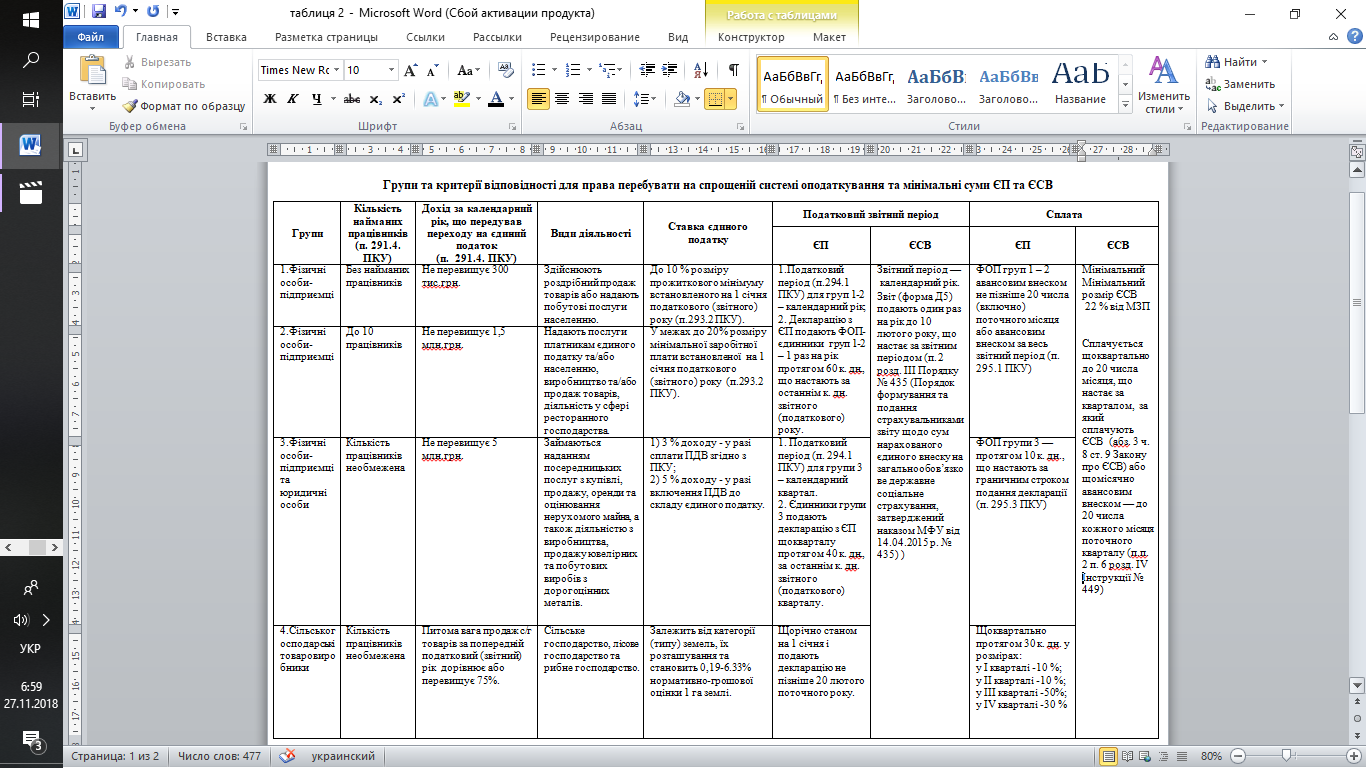 таблиця 2 - Microsoft Word (Сбой активации продукта)
Работа с таблицами
Файл
Главная
Вставка
Разметка страницы
Ссылки
Рассылки
Рецензирование
Вид
Конструктор
Макет
Вставить
Вырезать
Копировать
Формат по образцу
Буфер обмена
Times New Rc
10
Шрифт
Абзац
АаБбВвГг,
¶ Обычный
АаБбВвГг,
¶ Без инте...
АаБбВ
Заголово...
АаБбВв
Заголово...
АаЬ
Название
Стили
Изменить
стили
Найти
Заменить
Выделить
Редактирование
Групи та критерії відповідності для права перебувати на спрощеній системі оподаткування та мінімальні суми ЄП та ЄСВ
Групи
Кількість
найманих
працівників
(п. 291.4.
ПКУ)
Дохід за календарний
рік, що передував
переходу на єдиний
податок
(п. 291.4. ПКУ)
Види діяльності
Ставка єдиного
податку
Податковий звітний період
ЄП
ЄСВ
Сплата
ЄП
ЄСВ
1.Фізичні
особи-
підприємці
Без найманих
працівників
Не перевищує 300
тис.грн.
Здійснюють
роздрібний продаж
товарів або надають
побутові послуги
населенню.
До 10 % розміру
прожиткового мінімуму
встановленого на 1 січня
податкового (звітного)
року (п.293.2 ПКУ).
1.Податковий
період (п.294.1
ПКУ) для груп 1-2
– календарний рік;
2. Декларацію з
ЄП подають ФОП-
єдинники груп 1-2
– 1 раз на рік
протягом 60 к. дн,
що настають за
останнім к. дн.
звітного
(податкового)
року.
Звітний період —
календарний рік.
Звіт (форма Д5)
подають один раз
на рік до 10
лютого року, що
настає за звітним
періодом (п. 2
розд. III Порядку
№ 435 (Порядок
формування та
подання
страхувальниками
звіту щодо сум
нарахованого
єдиного внеску на
загальнообов’язко
ве державне
соціальне
страхування,
затверджений
наказом МФУ від
14.04.2015 р. №
435) )
ФОП груп 1 – 2
авансовим внеском
не пізніше 20 числа
(включно)
поточного місяця
або авансовим
внеском за весь
звітний період (п.
295.1 ПКУ)
Мінімальний
Мінімальний
розмір ЄСВ
22 % від МЗП
Сплачується
щоквартально
до 20 числа
місяця, що
настає за
кварталом, за
який
сплачують
ЄСВ (абз. 3 ч.
8 ст. 9 Закону
про ЄСВ) або
щомісячно
авансовим
внеском — до
20 числа
кожного місяця
поточного
кварталу (п.п.
2 п. 6 розд. IV
Інструкції №
449)
2.Фізичні
особи-
підприємці
До 10
працівників
Не перевищує 1,5
млн.грн.
Надають послуги
платникам єдиного
податку та/або
населенню,
виробництво та/або
продаж товарів,
діяльність у сфері
ресторанного
господарства.
У межах до 20% розміру
мінімальної заробітної
плати встановленої на 1
січня податкового
(звітного) року (п.293.2
ПКУ).
3.Фізичні
особи-
підприємці
та
юридичні
особи
Кількість
працівників
необмежена
Не перевищує 5
млн.грн.
Займаються
наданням
посередницьких
послуг з купівлі,
продажу, оренди та
оцінювання
нерухомого майна, а
також діяльністю з
виробництва,
продажу ювелірних
та побутових
виробів з
дорогоцінних
металів.
1) 3 % доходу - у разі
сплати ПДВ згідно з
ПКУ;
2) 5 % доходу - у разі
включення ПДВ до
складу єдиного податку.
1. Податковий
період (п. 294.1
ПКУ) для групи 3
– календарний
квартал.
2. Єдинники групи
3 подають
декларацію з ЄП
щокварталу
протягом 40 к. дн.,
за останнім к. дн.
звітного
(податкового)
кварталу.
ФОП групи 3 —
протягом 10 к. дн.,
що настають за
граничним строком
подання декларації
(п. 295.3 ПКУ)
4.Сільськог
осподарські
товаровиро
бники
Кількість
працівників
необмежена
Питома вага продаж с/г
товарів за попередній
податковий (звітний)
рік дорівнює або
перевищує 75%.
Сільське
господарство, лісове
господарство та
рибне господарство.
Залежить від категорії
(типу) земель, їх
розташування та
становить 0,19-6.33%
нормативно-грошової
оцінки 1 га землі.
Щорічно станом
на 1 січня і
подають
декларацію не
пізніше 20 лютого
поточного року.
Щоквартально
протягом 30 к. дн. у
розмірах:
у I кварталі -10 %;
у II кварталі -10 %;
у III кварталі -50%;
у IV кварталі -30 %
УКР
6:59
27.11.2018
3
Страница: 1 из 2
Число слов: 477
украинский
80%